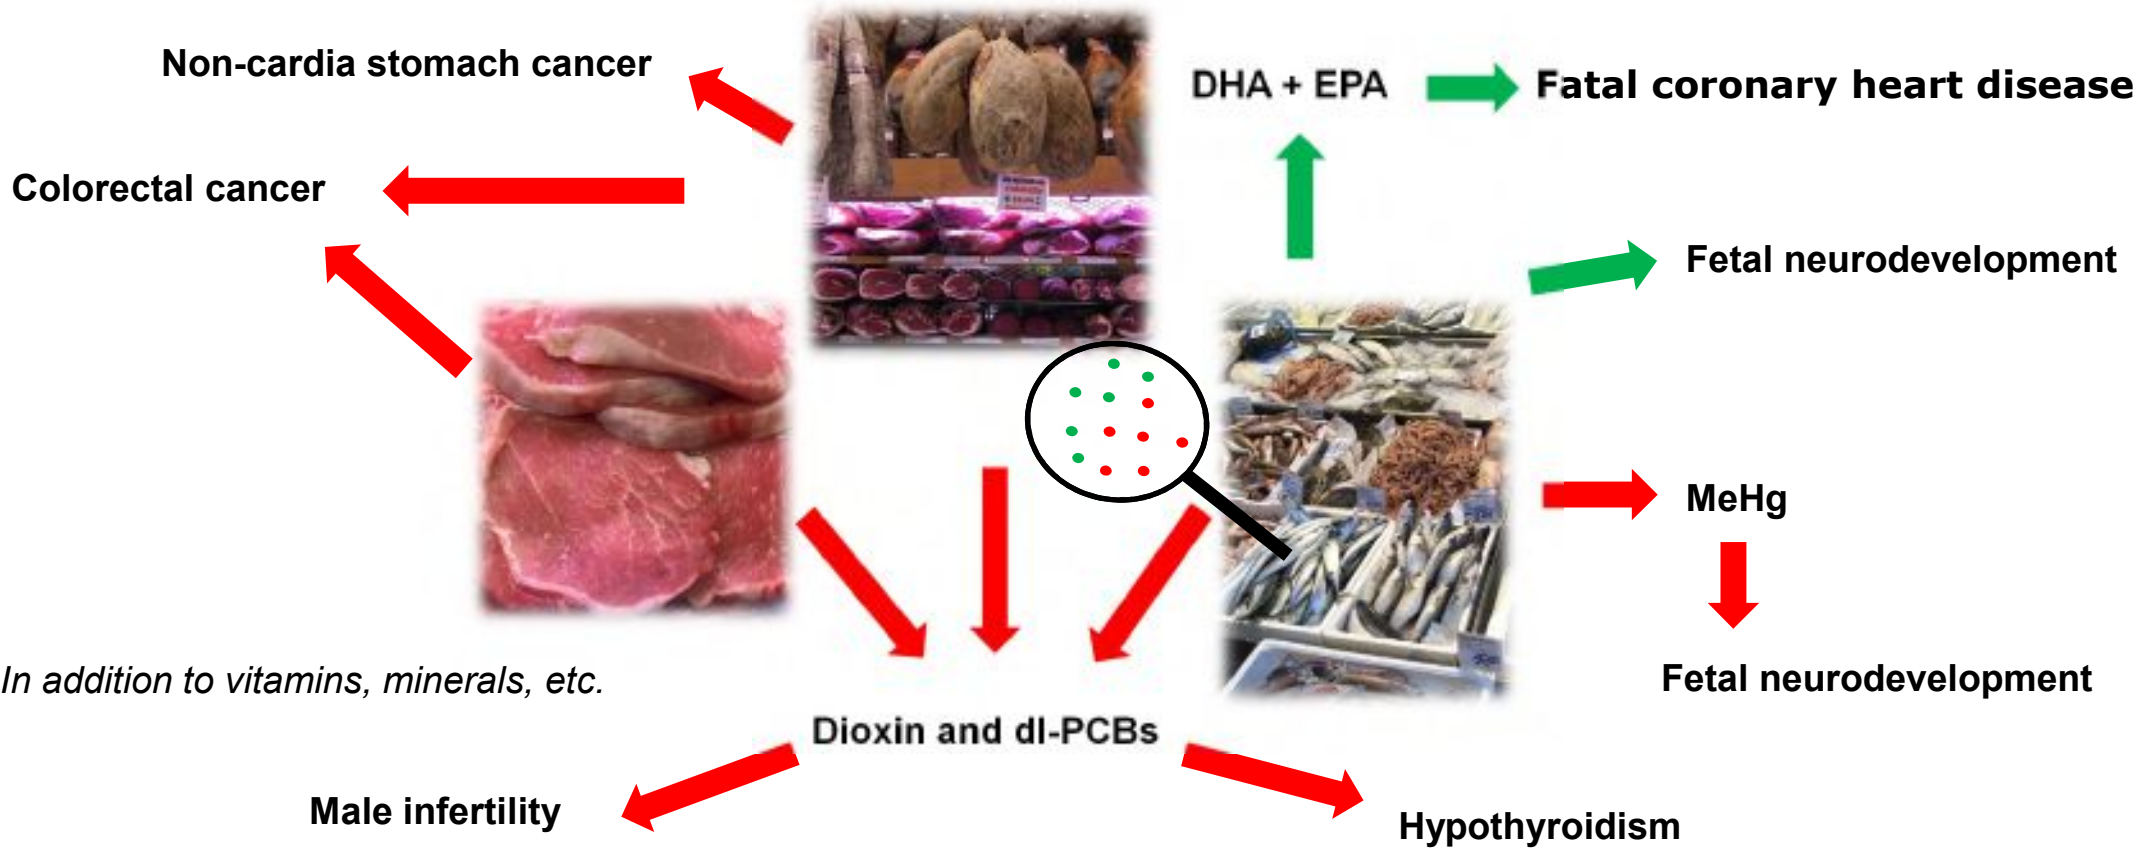 Non-cardia stomach cancer
DHA + EPA
Fatal coronary heart disease
Colorectal cancer
Fetal neurodevelopment
MeHg
In addition to vitamins, minerals, etc.
Fetal neurodevelopment
Dioxin and dl-PCBs
Male infertility
Hypothyroidism